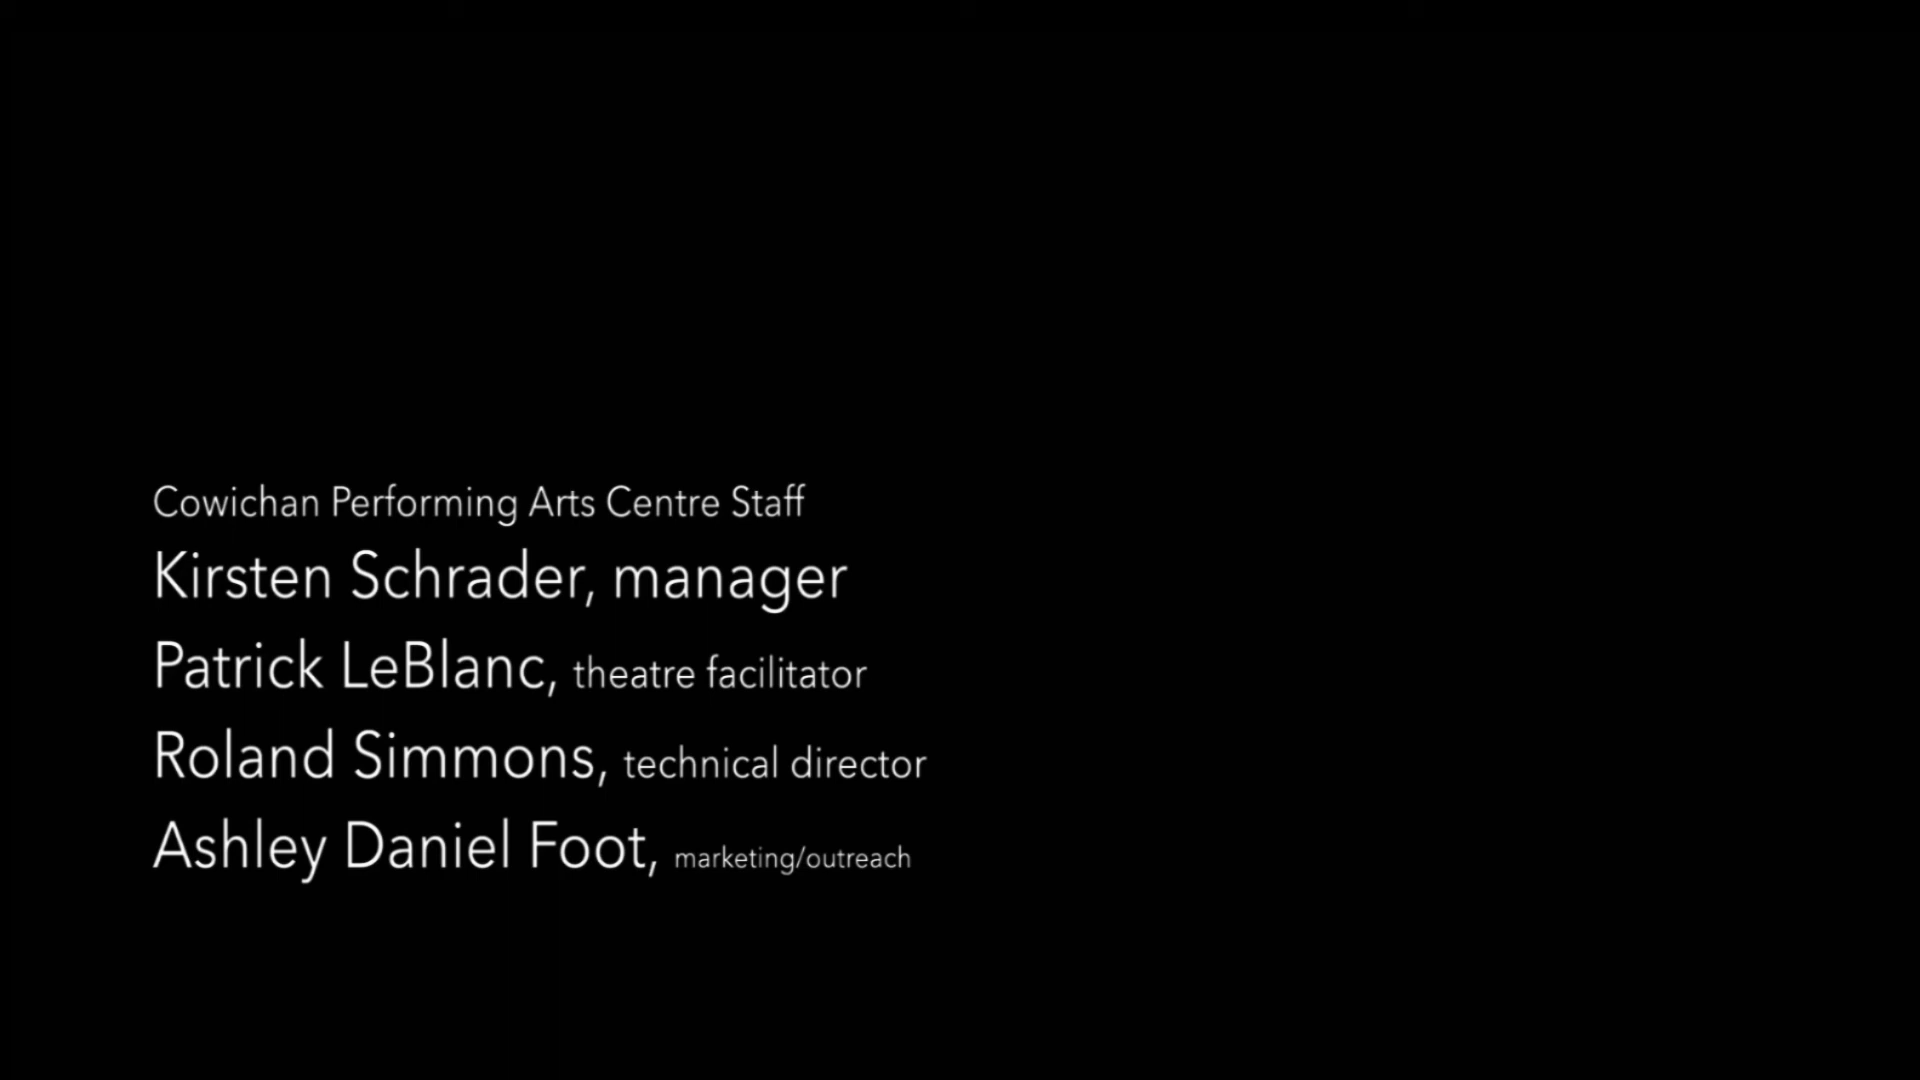 Cowichan Performing Arts Centre Staff
Kirsten Schrader, manager
Patrick LeBlanc, theatre facilitator
Roland Simmons, technical director
Ashley Daniel Foot, marketing/outreach